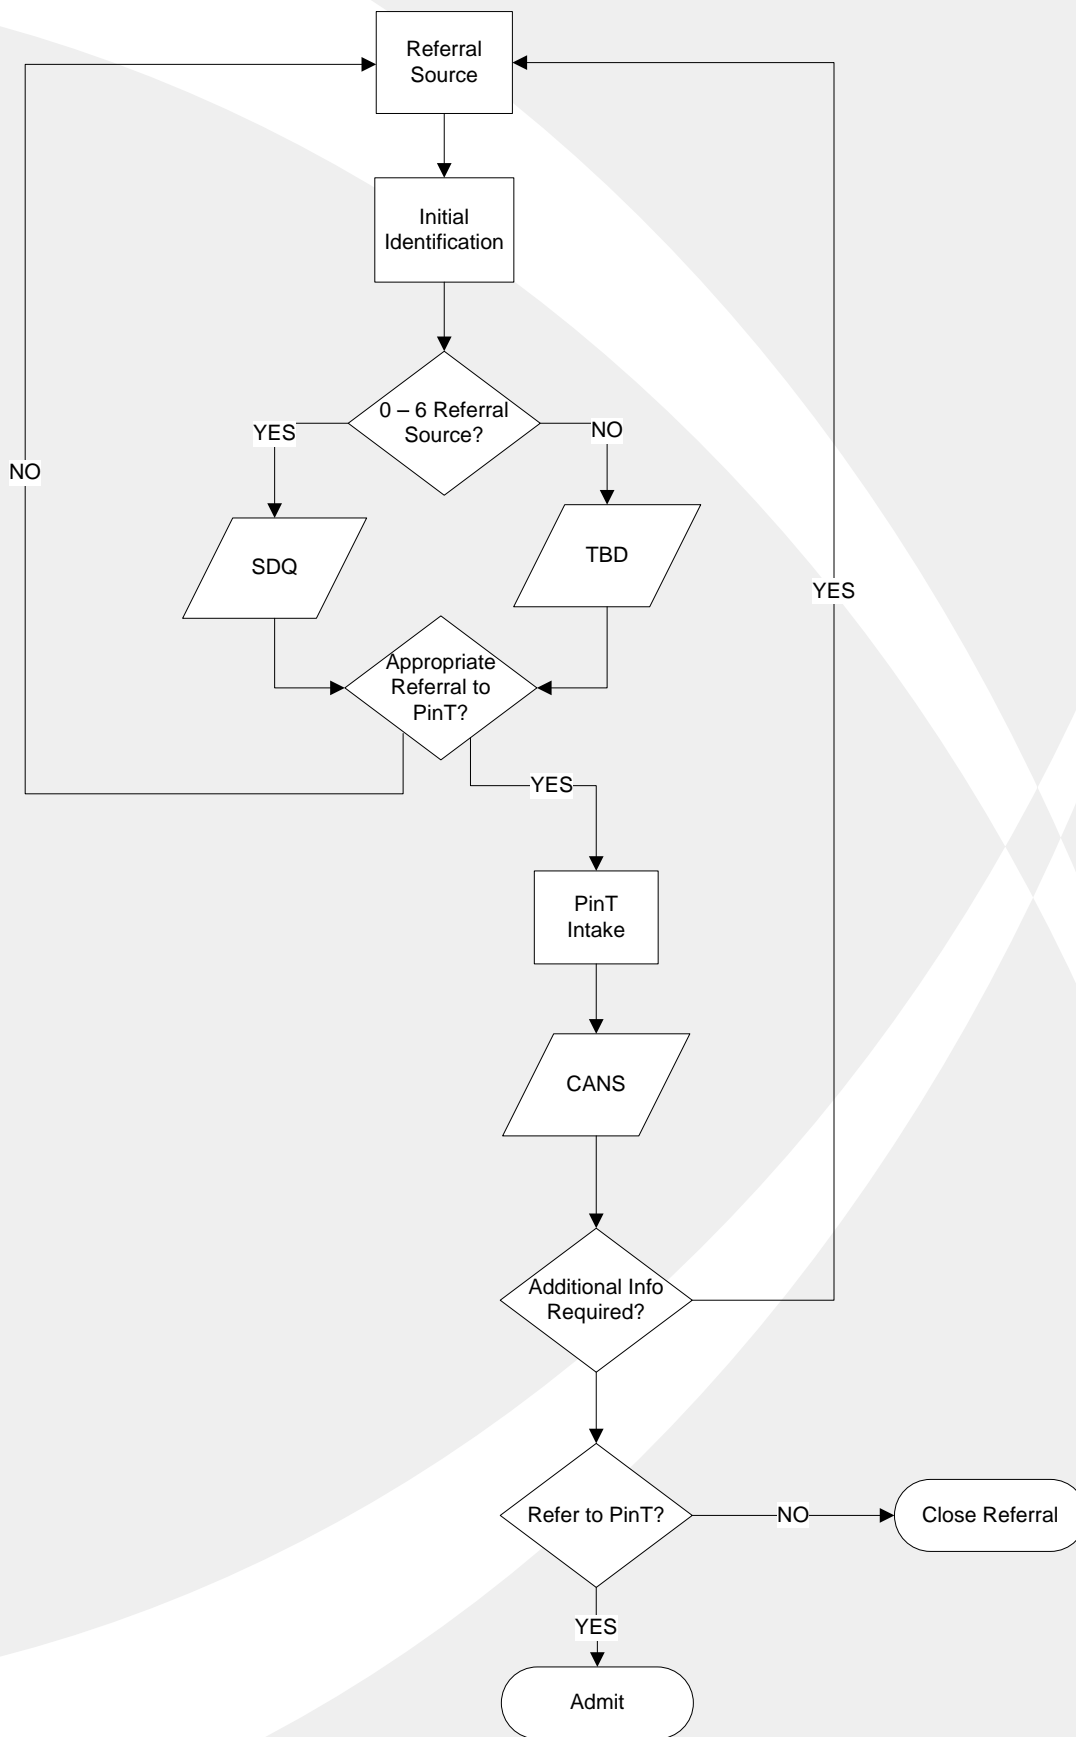 Referral
Source
Initial
Identification
0 – 6 Referral
Source?
YES
NO
NO
SDQ
TBD
YES
Appropriate
Referral to
PinT?
YES
PinT
Intake
CANS
Additional Info
Required?
Refer to PinT?
NO
Close Referral
YES
Admit